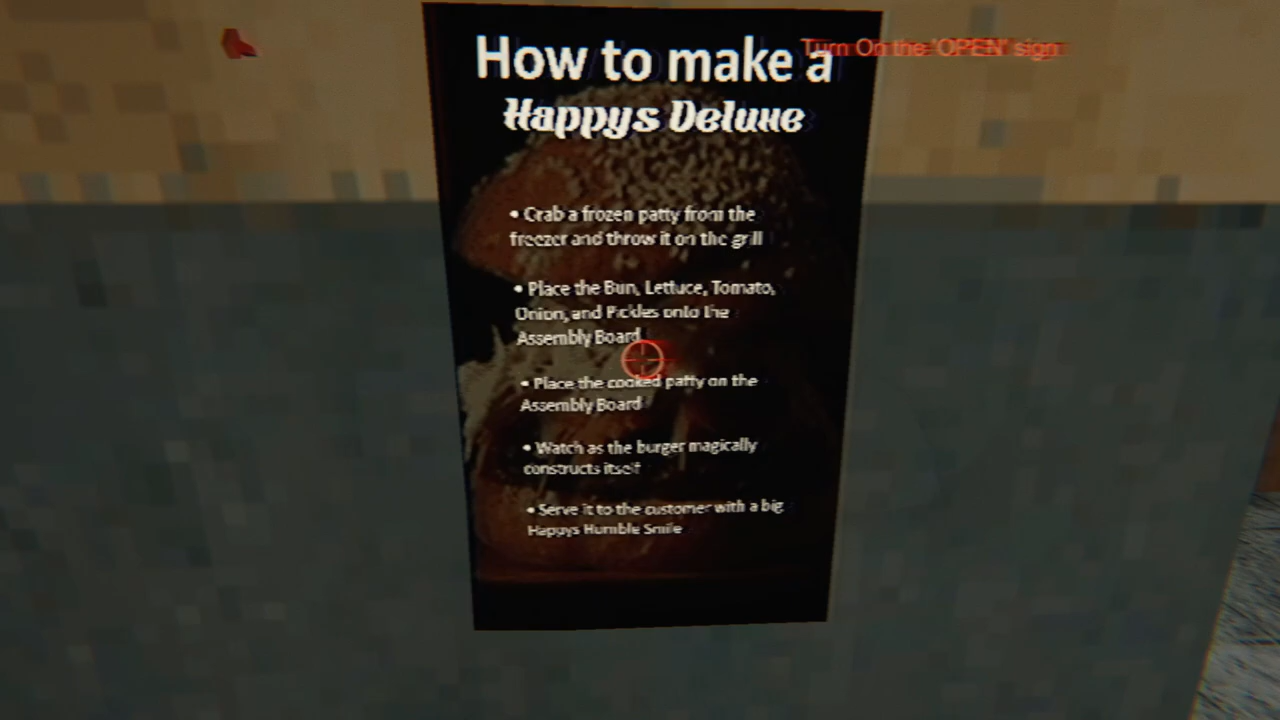 How to make a
Happys Deluxe
Turn On the 'OPEN' sign
• Grab a frozen patty from the
freezer and throw it on the grill
• Place the Bun, Lettuce, Tomato,
Onion, and Pickles onto the
Assembly Board
• Place the cooked patty on the
Assembly Board
• Watch as the burger magically
constructs itself
• Serve it to the customer with a big
Happys Humble Smile